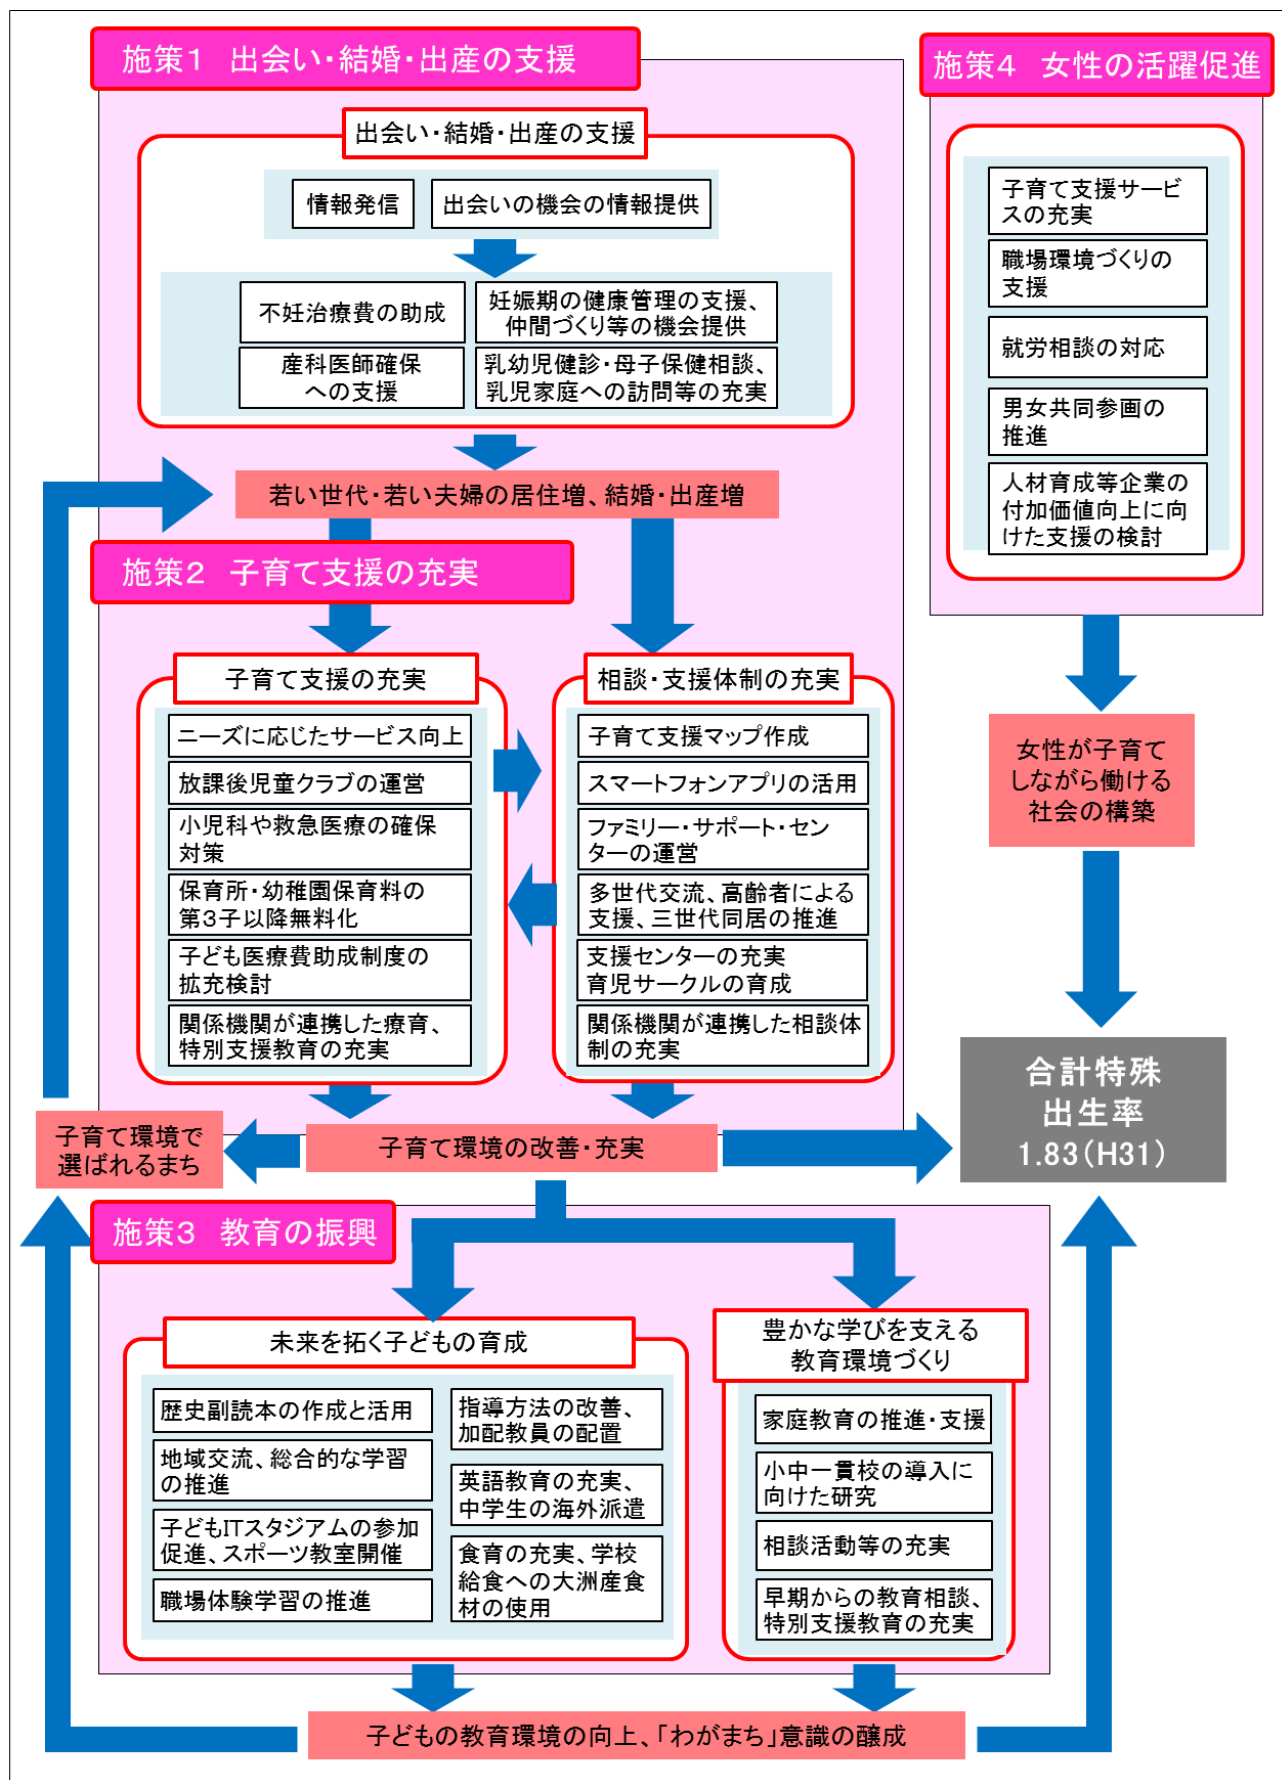 施策1　出会い・結婚・出産の支援
出会い・結婚・出産の支援
情報発信
出会いの機会の情報提供
不妊治療費の助成
妊娠期の健康管理の支援、
仲間づくり等の機会提供
産科医師確保
への支援
乳幼児健診・母子保健相談、
乳児家庭への訪問等の充実
若い世代・若い夫婦の居住増、結婚・出産増
施策2　子育て支援の充実
子育て支援の充実
ニーズに応じたサービス向上
放課後児童クラブの運営
小児科や救急医療の確保
対策
保育所・幼稚園保育料の
第3子以降無料化
子ども医療費助成制度の
拡充検討
関係機関が連携した療育、
特別支援教育の充実
相談・支援体制の充実
子育て支援マップ作成
スマートフォンアプリの活用
ファミリー・サポート・セン
ターの運営
多世代交流、高齢者による
支援、三世代同居の推進
支援センターの充実
育児サークルの育成
関係機関が連携した相談体
制の充実
子育て環境で
選ばれるまち
子育て環境の改善・充実
施策3　教育の振興
未来を拓く子どもの育成
歴史副読本の作成と活用
地域交流、総合的な学習
の推進
子どもITスタジアムの参加
促進、スポーツ教室開催
職場体験学習の推進
指導方法の改善、
加配教員の配置
英語教育の充実、
中学生の海外派遣
食育の充実、学校
給食への大洲産食
材の使用
豊かな学びを支える
教育環境づくり
家庭教育の推進・支援
小中一貫校の導入に
向けた研究
相談活動等の充実
早期からの教育相談、
特別支援教育の充実
子どもの教育環境の向上、「わがまち」意識の醸成
施策4　女性の活躍促進
子育て支援サービ
スの充実
職場環境づくりの
支援
就労相談の対応
男女共同参画の
推進
人材育成等企業の
付加価値向上に向
けた支援の検討
女性が子育て
しながら働ける
社会の構築
合計特殊
出生率
1.83(H31)